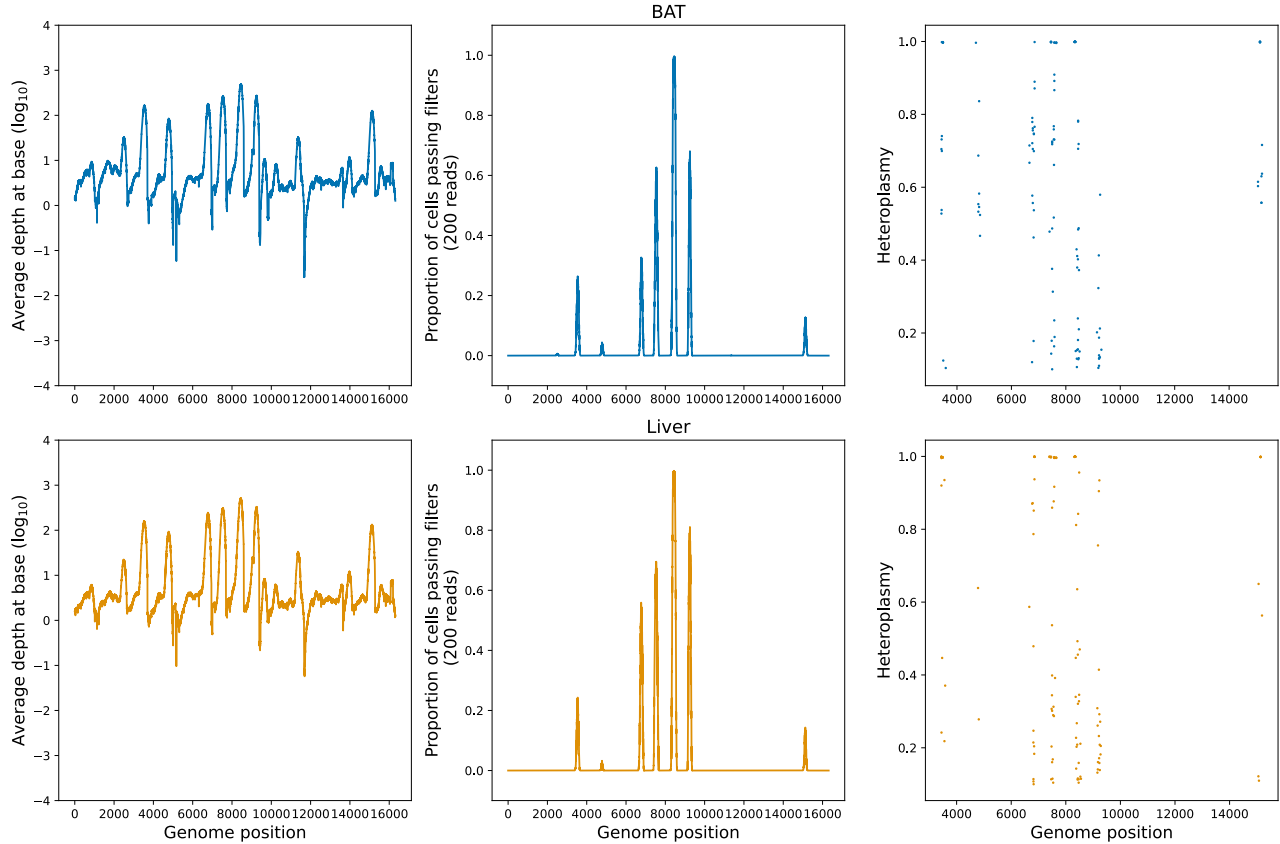 BAT
Average depth at base (log10)
4
3
2
1
0
−1
−2
−3
−4
0 2000 4000 6000 8000 10000 12000 14000 16000
Proportion of cells passing filters
(200 reads)
1.0
0.8
0.6
0.4
0.2
0.0
0 2000 4000 6000 8000 10000 12000 14000 16000
Heteroplasmy
1.0
0.8
0.6
0.4
0.2
4000 6000 8000 10000 12000 14000
Liver
Average depth at base (log10)
4
3
2
1
0
−1
−2
−3
−4
0 2000 4000 6000 8000 10000 12000 14000 16000
Genome position
Proportion of cells passing filters
(200 reads)
1.0
0.8
0.6
0.4
0.2
0.0
0 2000 4000 6000 8000 10000 12000 14000 16000
Genome position
Heteroplasmy
1.0
0.8
0.6
0.4
0.2
4000 6000 8000 10000 12000 14000
Genome position